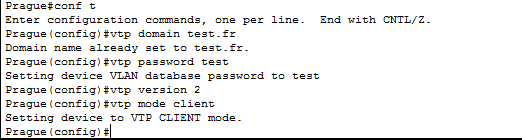 Prague#conf t
Enter configuration commands, one per line.  End with CNTL/Z.
Prague(config)#vtp domain test.fr
Domain name already set to test.fr.
Prague(config)#vtp password test
Setting device VLAN database password to test
Prague(config)#vtp version 2
Prague(config)#vtp mode client
Setting device to VTP CLIENT mode.
Prague(config)#